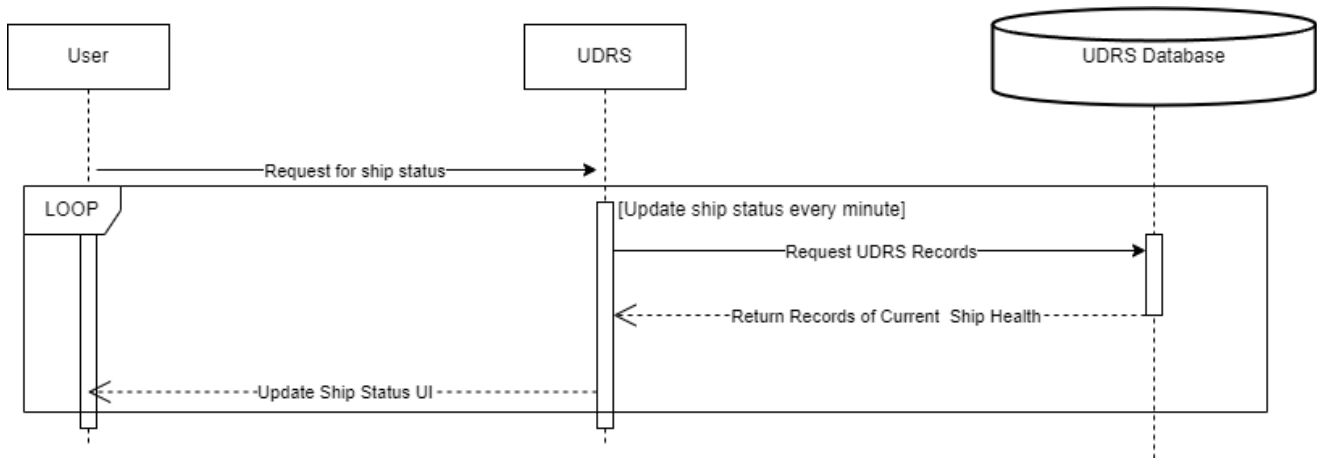 User
UDRS
UDRS Database
Request for ship status
LOOP
[Update ship status every minute]
Request UDRS Records
Return Records of Current  Ship Health
Update Ship Status UI